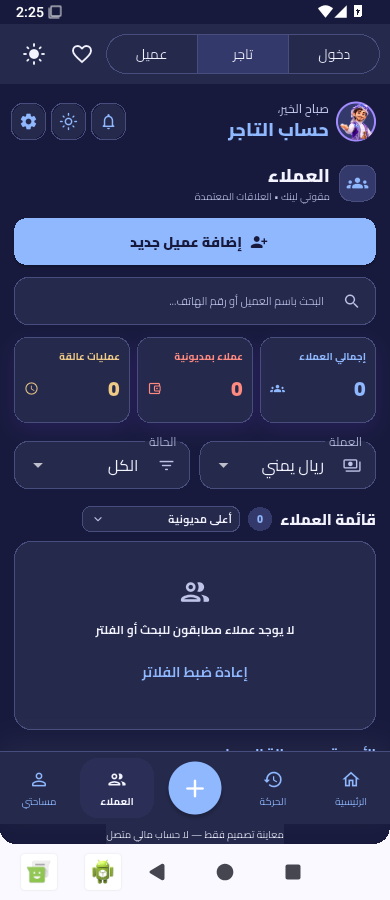 2:25
دخول
تاجر
عميل
صباح الخير،
حساب التاجر
العملاء
مقوتي لينك • العلاقات المعتمدة
إضافة عميل جديد
البحث باسم العميل أو رقم الهاتف...
إجمالي العملاء
0
عملاء بمديونية
0
عمليات عالقة
0
العملة
ريال يمني
الحالة
الكل
قائمة العملاء
0
أعلى مديونية
لا يوجد عملاء مطابقون للبحث أو الفلتر
إعادة ضبط الفلاتر
الرئيسية
الحركة
العملاء
مساحتي
معاينة تصميم فقط — لا حساب مالي متصل